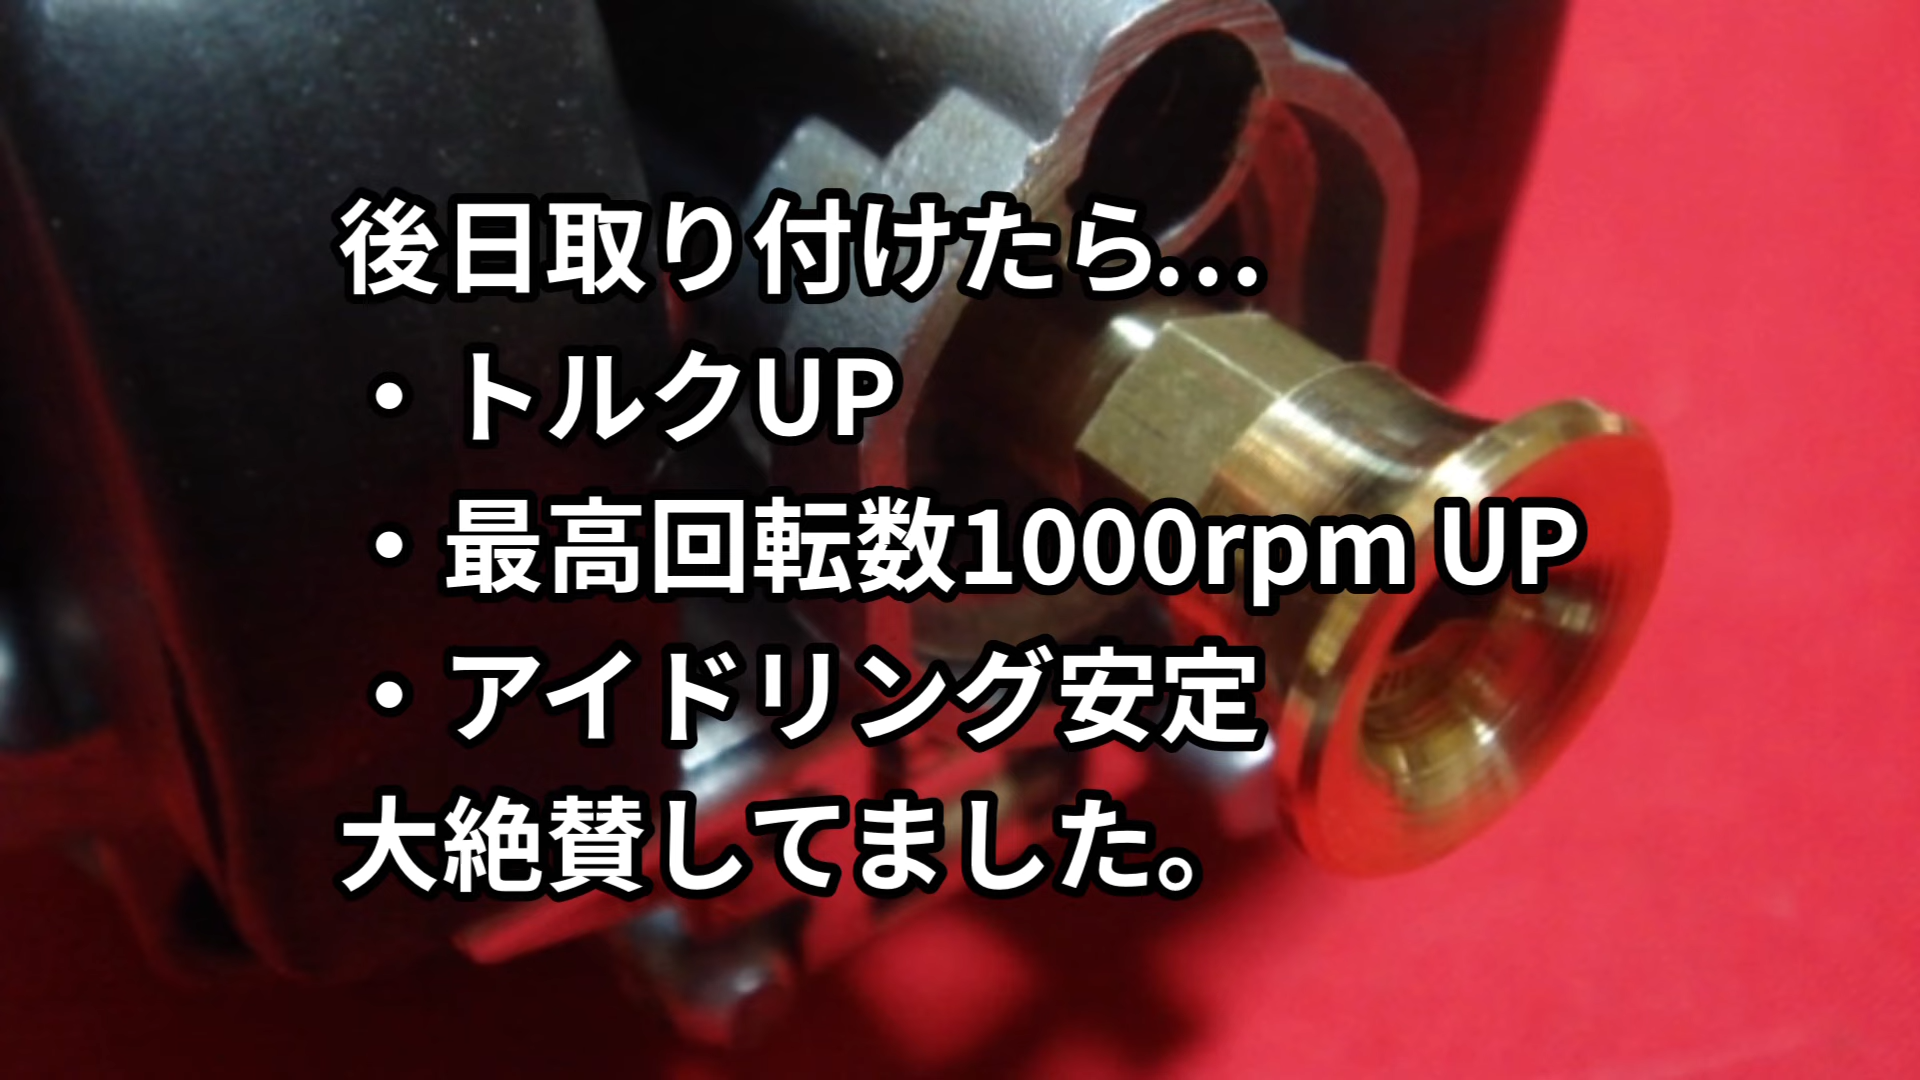 後日取り付けたら…
・トルクUP
・最高回転数1000rpm UP
・アイドリング安定
大絶賛してました。